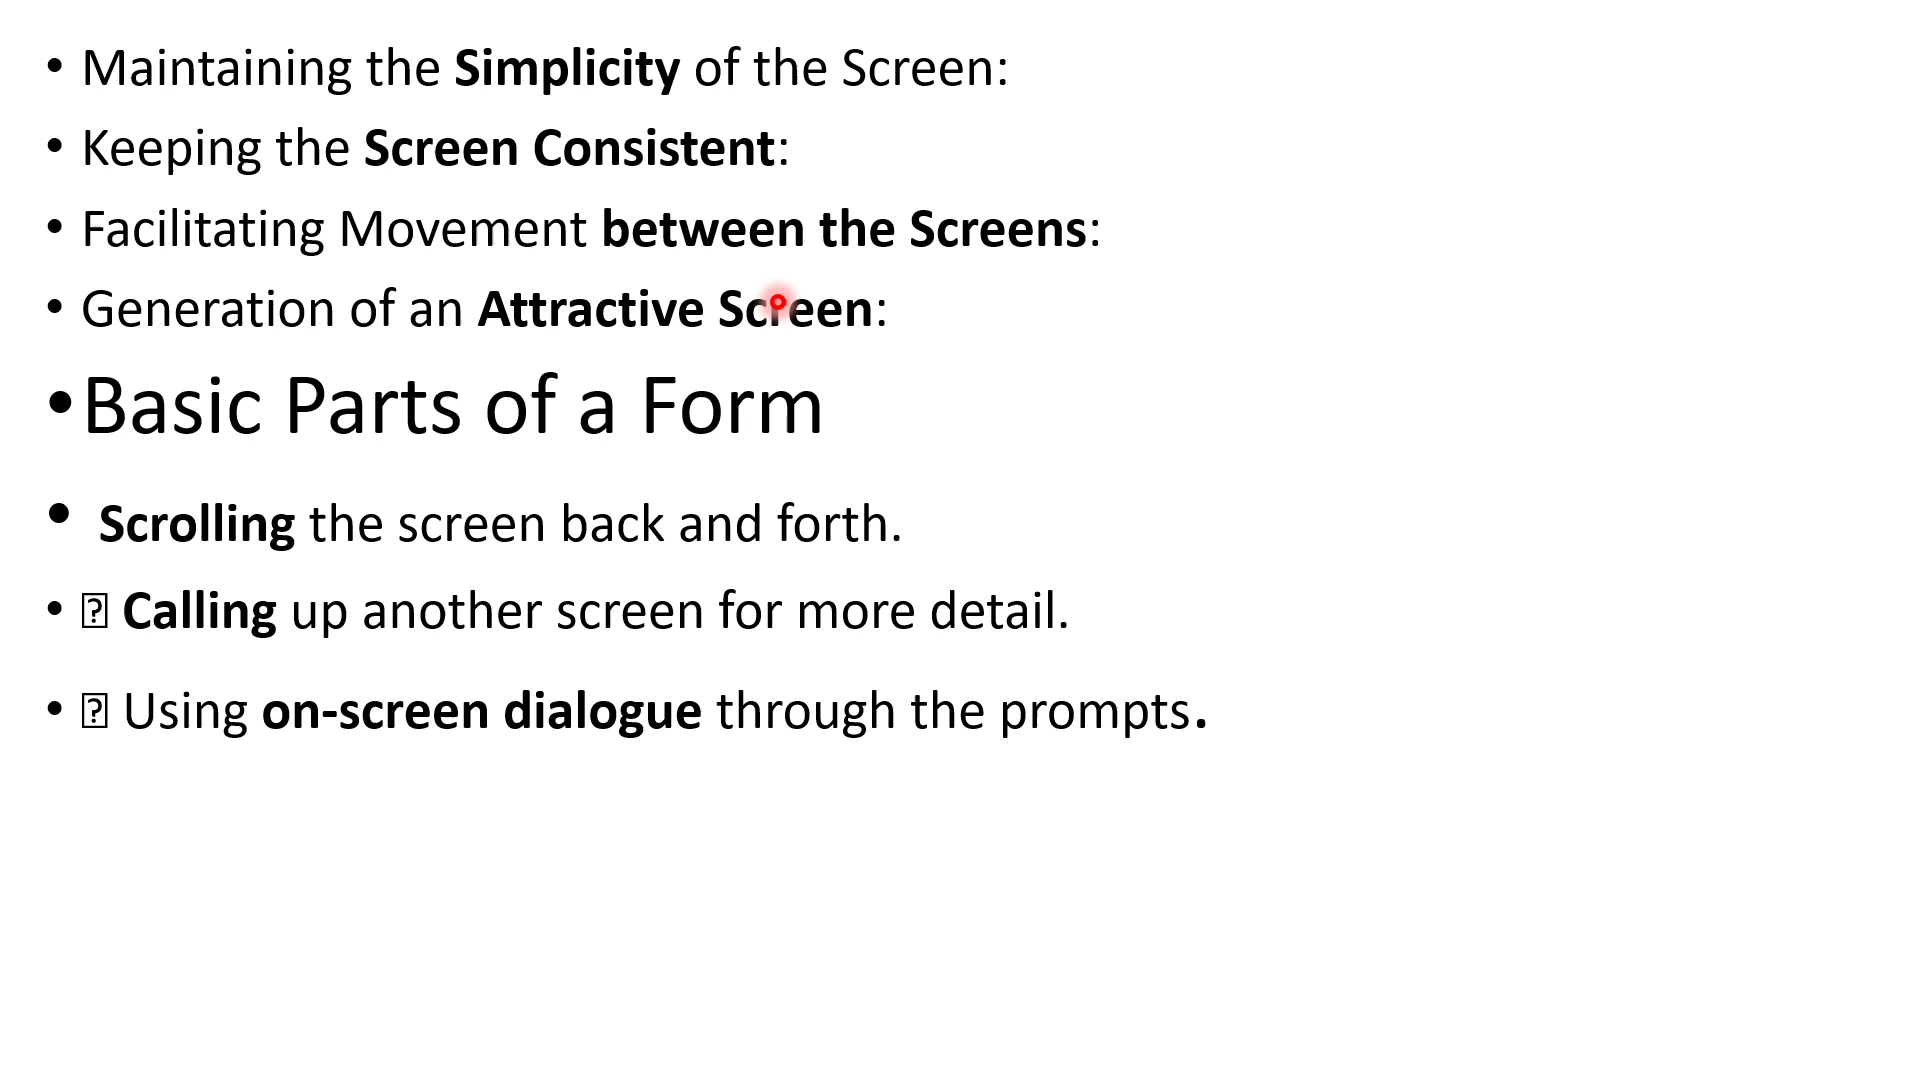 • Maintaining the Simplicity of the Screen:
• Keeping the Screen Consistent:
• Facilitating Movement between the Screens:
• Generation of an Attractive Screen:
• Basic Parts of a Form
• Scrolling the screen back and forth.
• ⍰ Calling up another screen for more detail.
• ⍰ Using on-screen dialogue through the prompts.